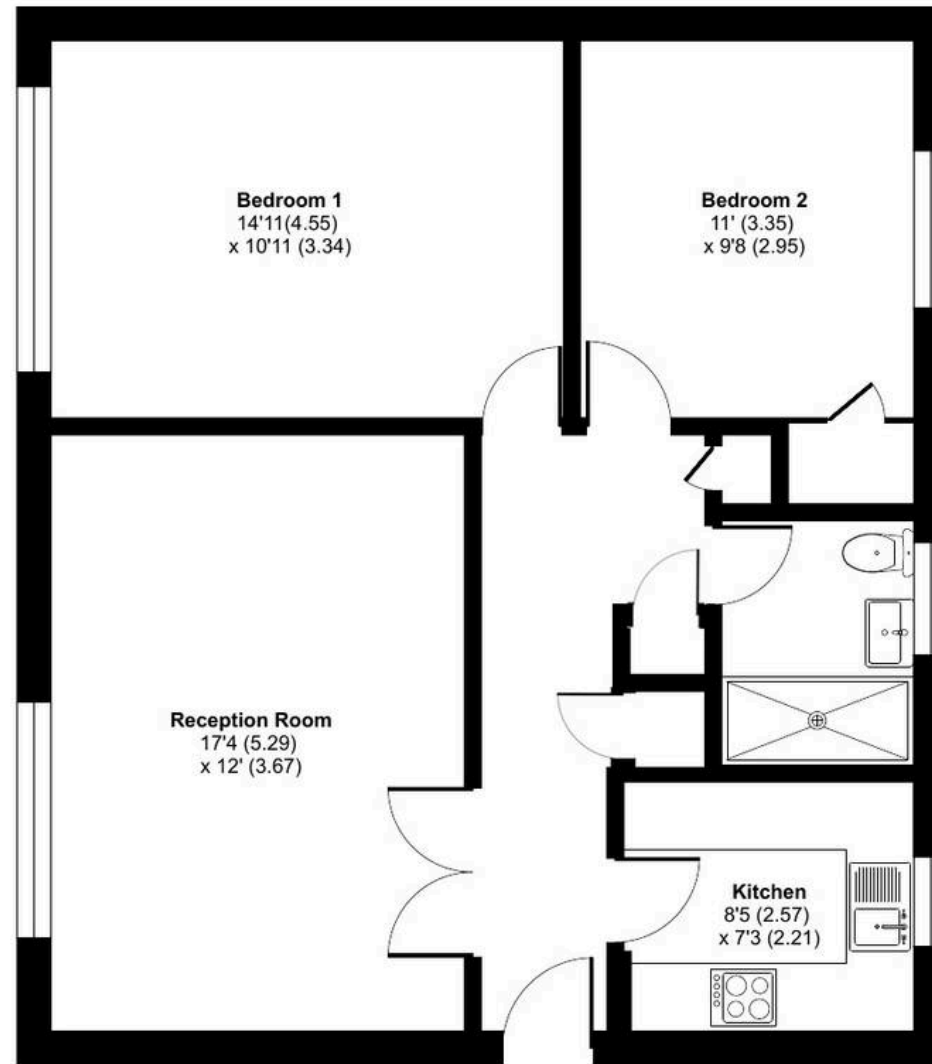 Bedroom 1
14'11(4.55)
x 10'11 (3.34)
Bedroom 2
11' (3.35)
x 9'8 (2.95)
Reception Room
17'4 (5.29)
x 12' (3.67)
Kitchen
8'5 (2.57)
x 7'3 (2.21)